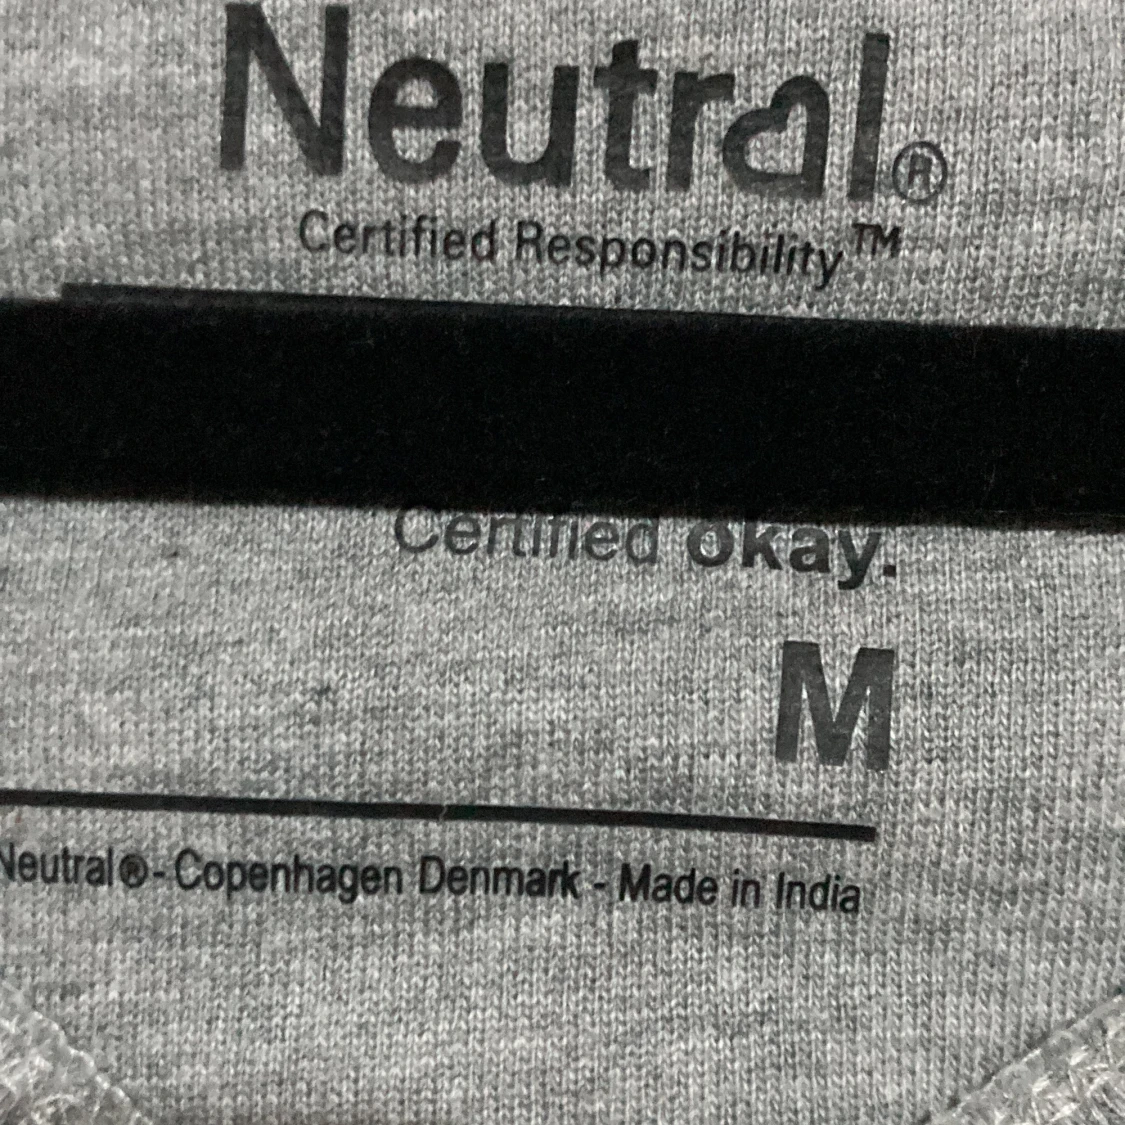 Neutral®
Certified Responsibility™
Certified okay.
M
Neutral® - Copenhagen Denmark - Made in India